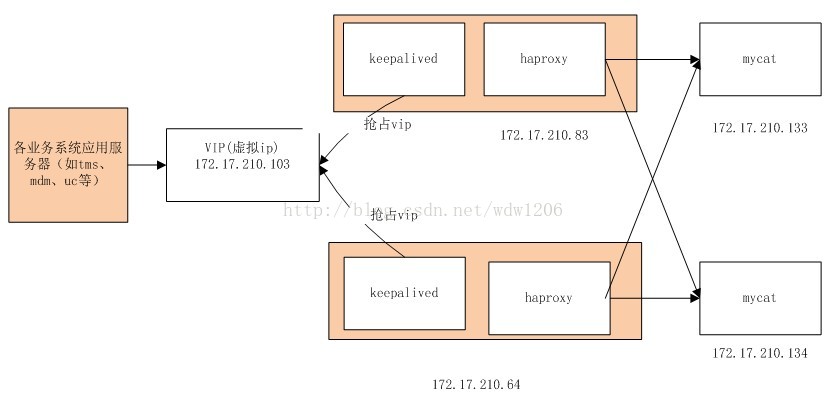 keepalived
haproxy
mycat
抢占vip
172.17.210.83
172.17.210.133
各业务系统应用服
务器（如tms、
mdm、uc等）
VIP(虚拟ip)
172.17.210.103
http://blog.csdn.net/wdw1206
抢占vip
keepalived
haproxy
mycat
172.17.210.134
172.17.210.64